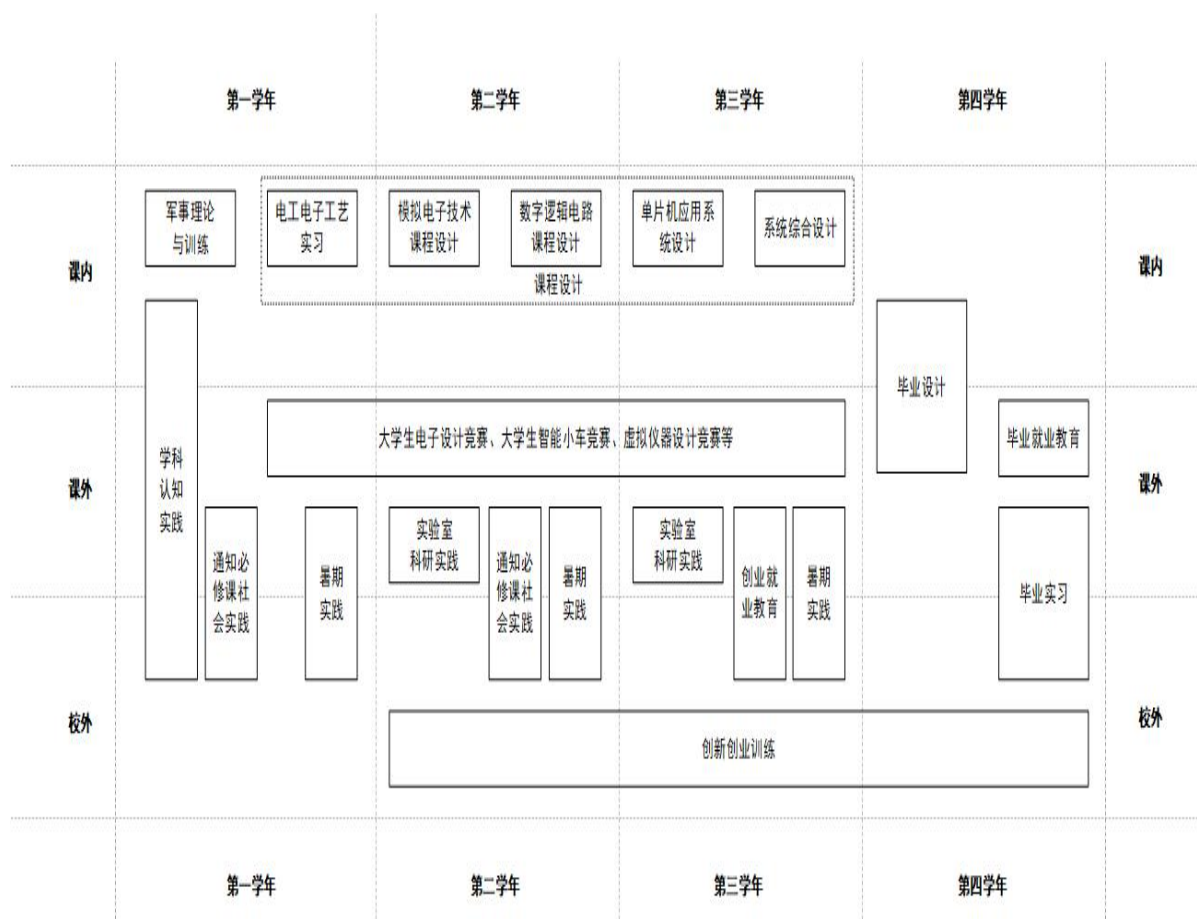 第一学年
第二学年
第三学年
第四学年
军事理论
与训练
电工电子工艺
实习
模拟电子技术
课程设计
数字逻辑电路
课程设计
单片机应用系
统设计
系统综合设计
课程设计
课内
课内
毕业设计
大学生电子设计竞赛、大学生智能小车竞赛、虚拟仪器设计竞赛等
毕业就业教育
学科
认知
实践
课外
课外
通知必
修课社
会实践
暑期
实践
实验室
科研实践
通知必
修课社
会实践
暑期
实践
实验室
科研实践
创业就
业教育
暑期
实践
毕业实习
校外
校外
创新创业训练
第一学年
第二学年
第三学年
第四学年